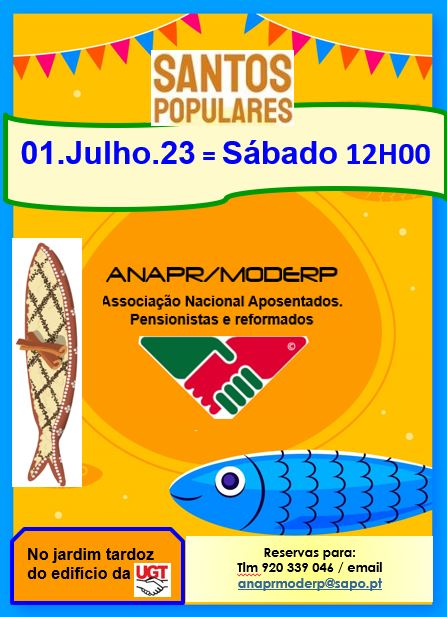 SANTOS
POPULARES
01.Julho.23 = Sábado 12H00
ANAPR/MODERP
Associação Nacional Aposentados.
Pensionistas e reformados
©
No jardim tardoz
do edifício da UGT
Reservas para:
Tlm 920 339 046 / email
anaprmoderp@sapo.pt